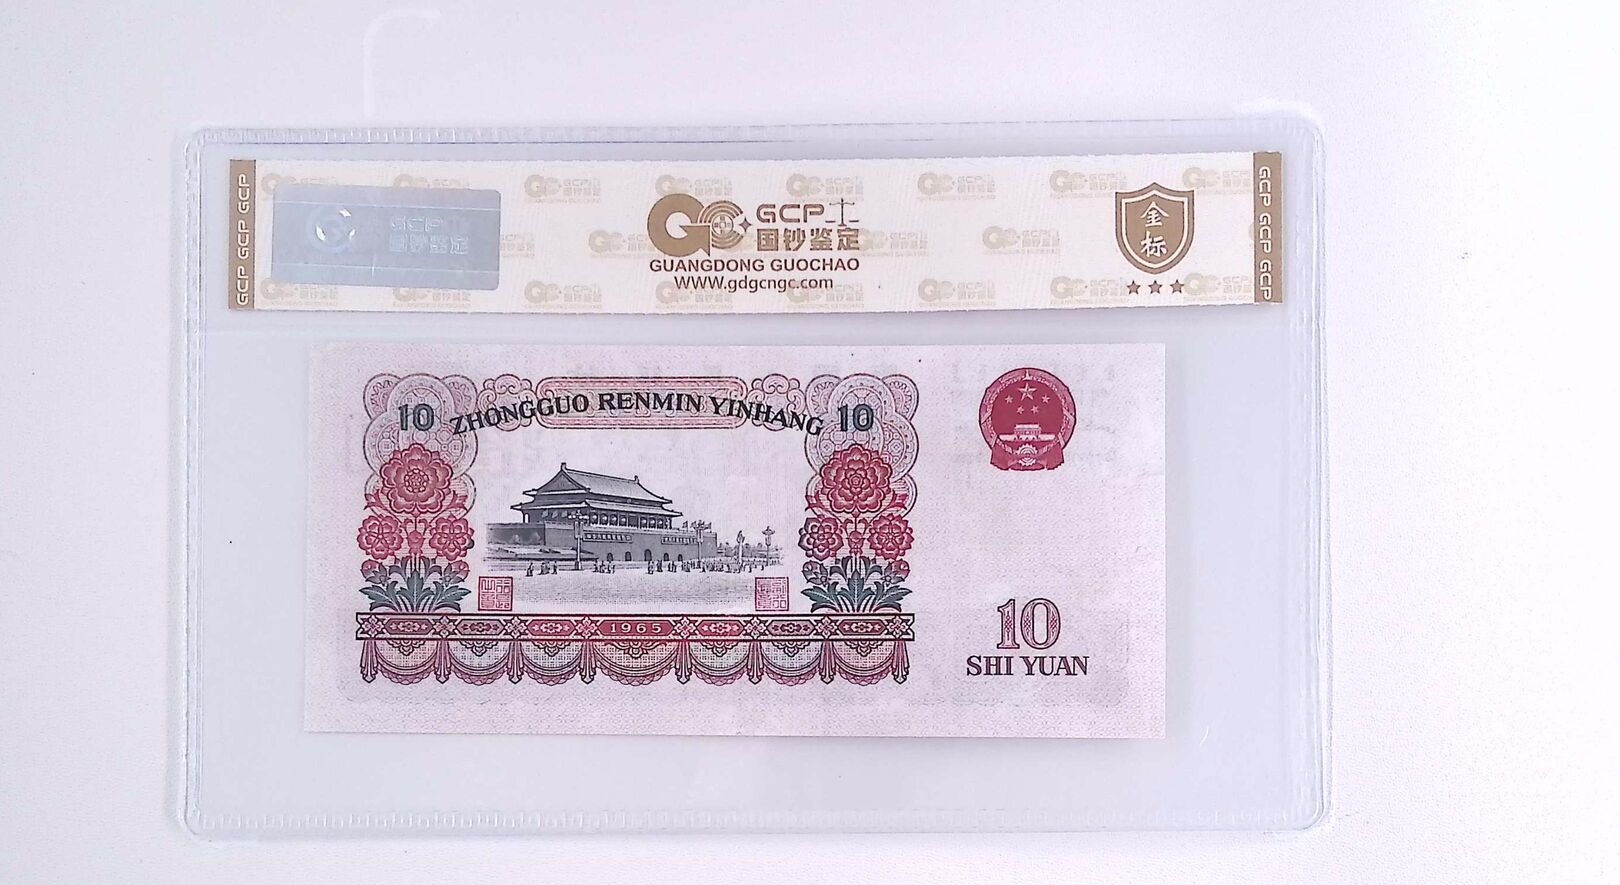 GCP GCP GCP
GCP
国钞鉴定
GCP
国钞鉴定
GUANGDONG GUOCHAO
WWW.gdgcngc.com
金
标
GCP GCP GCP
10 ZHONGGUO RENMIN YINHANG 10
1965
10
SHI YUAN